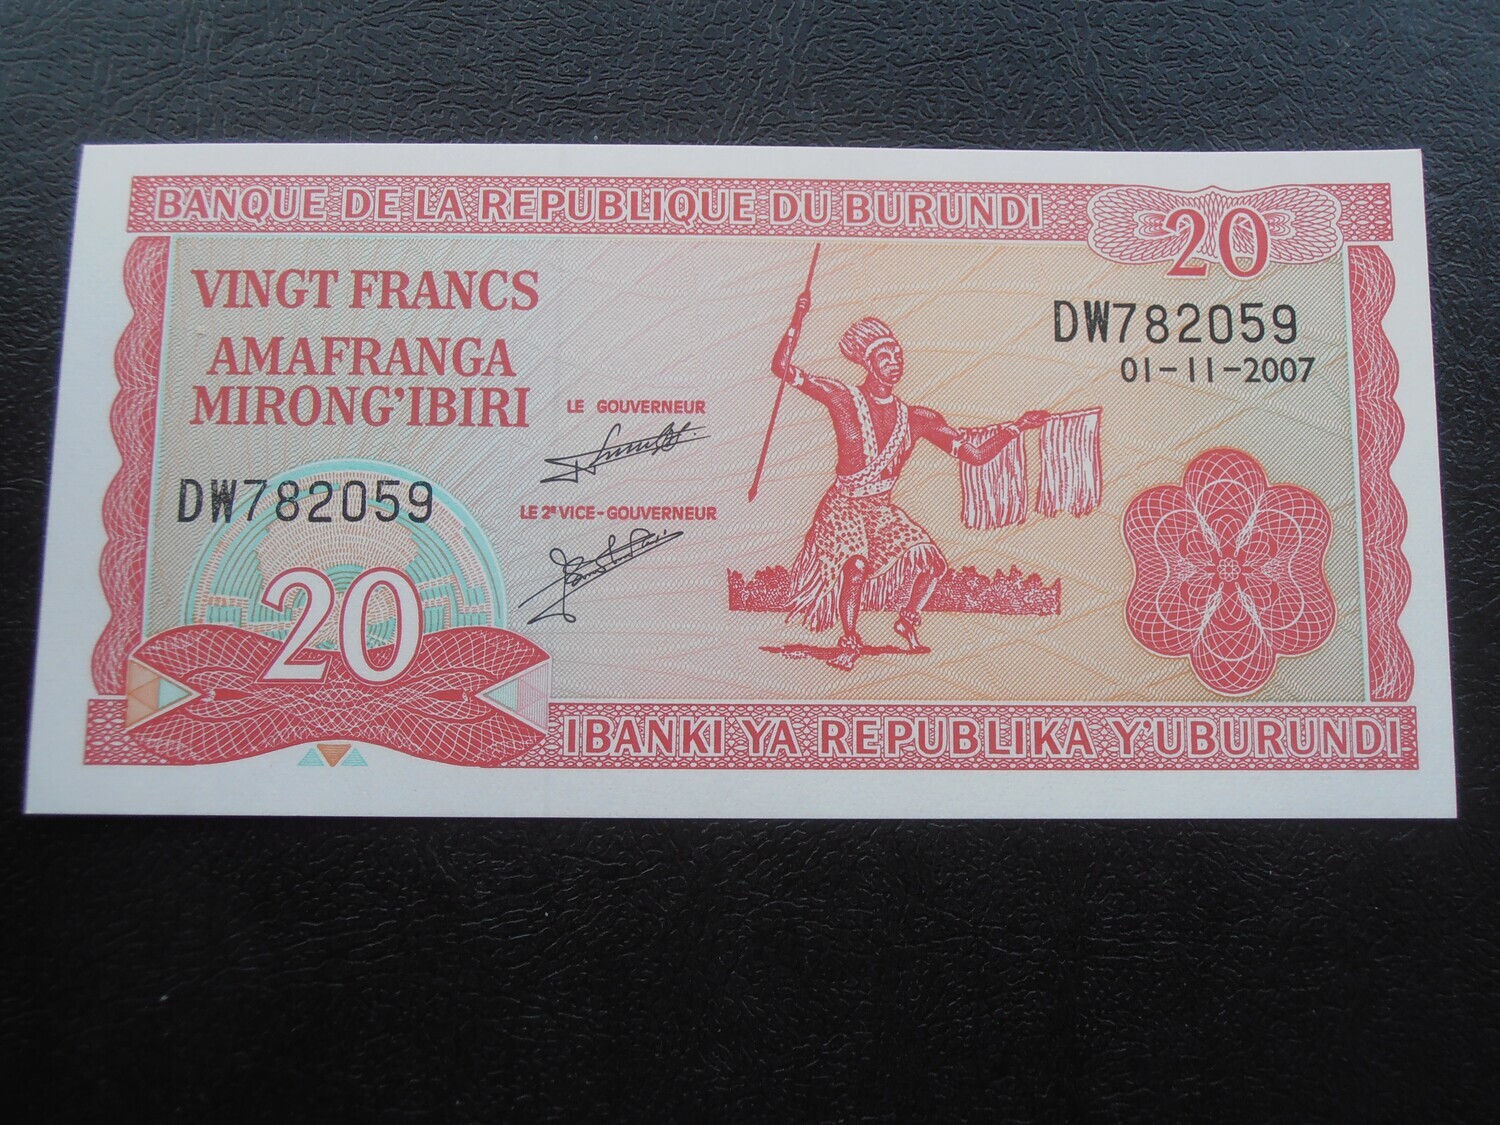 BANQUE DE LA REPUBLIQUE DU BURUNDI
20
VINGT FRANCS
AMAFRANGA
MIRONG'IBIRI
DW782059
01-11-2007
LE GOUVERNEUR
LE 2E VICE-GOUVERNEUR
DW782059
20
IBANKI YA REPUBLIKA Y'UBURUNDI